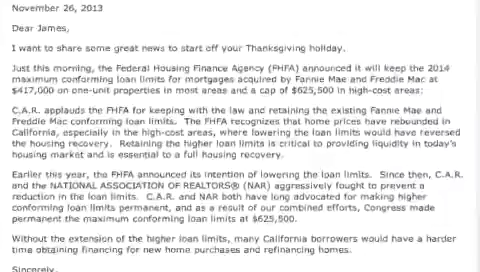 November 26, 2013
Dear James,
I want to share some great news to start off your Thanksgiving holiday.
Just this morning, the Federal Housing Finance Agency (FHFA) announced it will keep the 2014
maximum conforming loan limits for mortgages acquired by Fannie Mae and Freddie Mac at
$417,000 on one-unit properties in most areas and a cap of $625,500 in high-cost areas:
C.A.R. applauds the FHFA for keeping with the law and retaining the existing Fannie Mae and
Freddie Mac conforming loan limits. The FHFA recognizes that home prices have rebounded in
California, especially in the high-cost areas, where lowering the loan limits would have reversed
the housing recovery. Retaining the higher loan limits is critical to providing liquidity in today's
housing market and is essential to a full housing recovery.
Earlier this year, the FHFA announced its intention of lowering the loan limits. Since then, C.A.R.
and the NATIONAL ASSOCIATION OF REALTORS® (NAR) aggressively fought to prevent a
reduction in the loan limits. C.A.R. and NAR both have long advocated for making higher
conforming loan limits permanent, and as a result of our combined efforts, Congress made
permanent the maximum conforming loan limits at $625,500.
Without the extension of the higher loan limits, many California borrowers would have a harder
time obtaining financing for new home purchases and refinancing homes.
Sincerely,